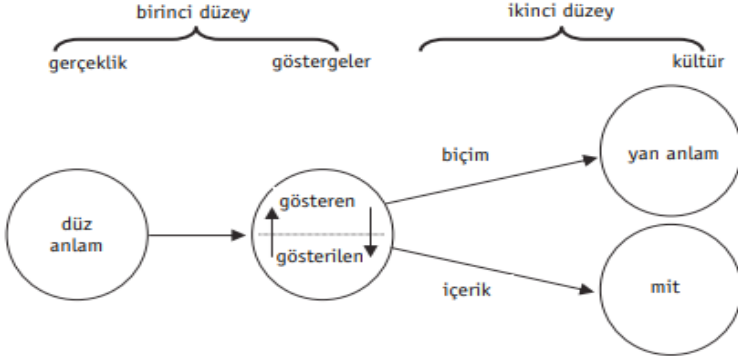 birinci düzey
ikinci düzey
gerçeklik
göstergeler
kültür
biçim
yan anlam
gösteren
düz
anlam
gösterilen
içerik
mit